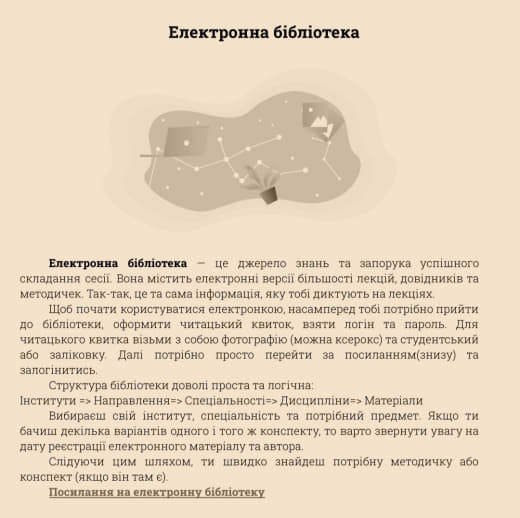 Електронна бібліотека
Електронна бібліотека — це джерело знань та запорука успішного
складання сесії. Вона містить електронні версії більшості лекцій, довідників та
методичек. Так-так, це та сама інформація, яку тобі диктують на лекціях.
Щоб почати користуватися електронкою, насамперед тобі потрібно прийти
до бібліотеки, оформити читацький квиток, взяти логін та пароль. Для
читацького квитка візьми з собою фотографію (можна ксерокс) та студентський
або заліковку. Далі потрібно просто перейти за посиланням(знизу) та
залогінитись.
Структура бібліотеки доволі проста та логічна:
Інститути => Направлення=> Спеціальності=> Дисципліни=> Матеріали
Вибираєш свій інститут, спеціальність та потрібний предмет. Якщо ти
бачиш декілька варіантів одного і того ж конспекту, то варто звернути увагу на
дату реєстрації електронного матеріалу та автора.
Слідуючи цим шляхом, ти швидко знайдеш потрібну методичку або
конспект (якщо він там є).
Посилання на електронну бібліотеку